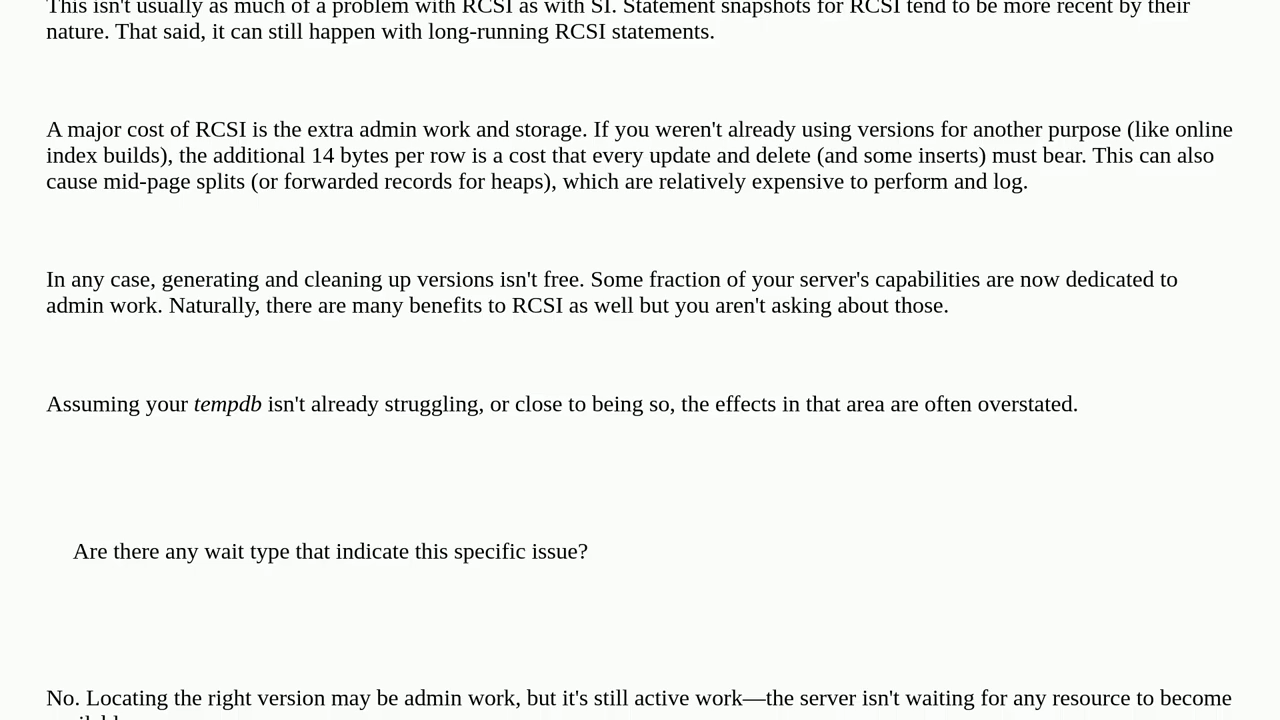 This isn't usually as much of a problem with RCSI as with SI. Statement snapshots for RCSI tend to be more recent by their
nature. That said, it can still happen with long-running RCSI statements.
A major cost of RCSI is the extra admin work and storage. If you weren't already using versions for another purpose (like online
index builds), the additional 14 bytes per row is a cost that every update and delete (and some inserts) must bear. This can also
cause mid-page splits (or forwarded records for heaps), which are relatively expensive to perform and log.
In any case, generating and cleaning up versions isn't free. Some fraction of your server's capabilities are now dedicated to
admin work. Naturally, there are many benefits to RCSI as well but you aren't asking about those.
Assuming your tempdb isn't already struggling, or close to being so, the effects in that area are often overstated.
Are there any wait type that indicate this specific issue?
No. Locating the right version may be admin work, but it's still active work—the server isn't waiting for any resource to become